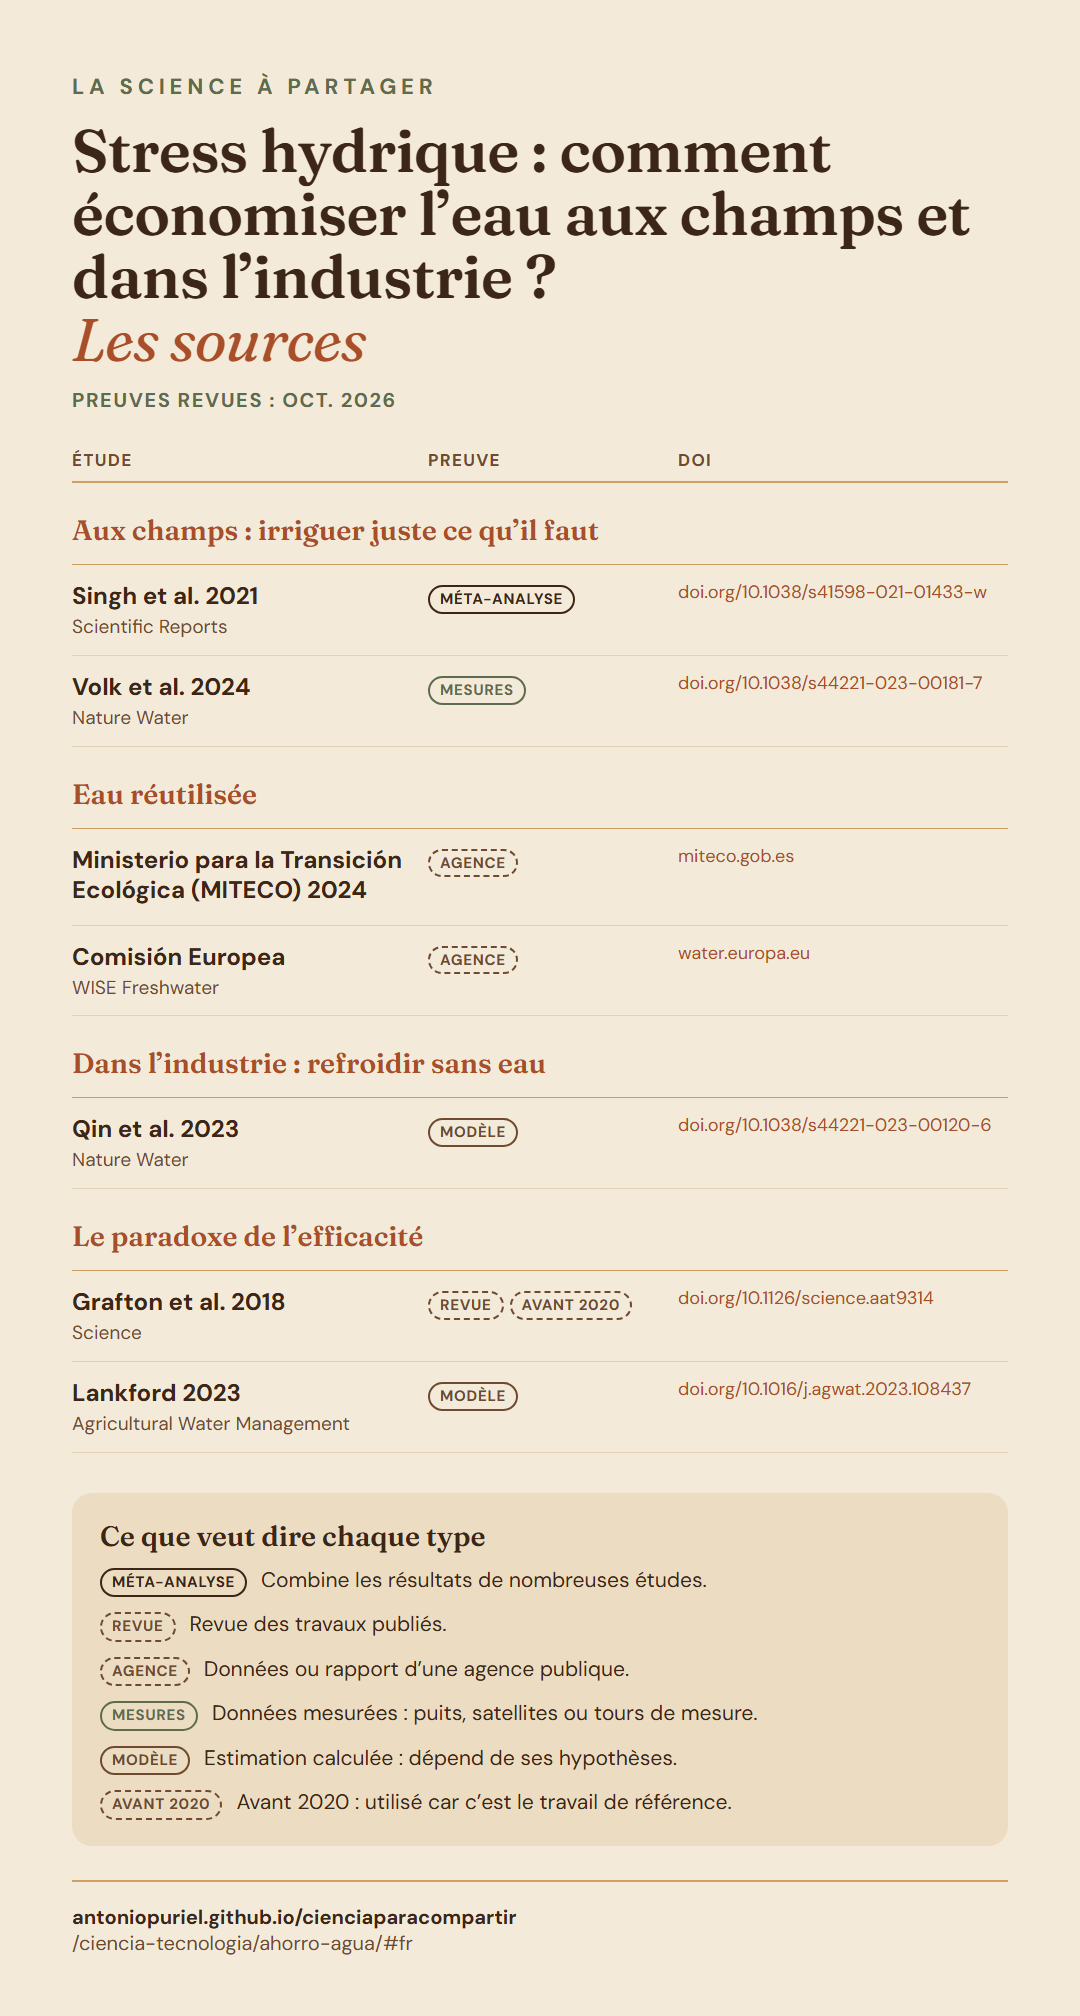 LA SCIENCE À PARTAGER
Stress hydrique : comment
économiser l’eau aux champs et
dans l’industrie ?
Les sources
PREUVES REVUES : OCT. 2026
ÉTUDE PREUVE DOI
Aux champs : irriguer juste ce qu’il faut
Singh et al. 2021 MÉTA-ANALYSE doi.org/10.1038/s41598-021-01433-w
Scientific Reports
Volk et al. 2024 MESURES doi.org/10.1038/s44221-023-00181-7
Nature Water
Eau réutilisée
Ministerio para la Transición AGENCE miteco.gob.es
Ecológica (MITECO) 2024
Comisión Europea AGENCE water.europa.eu
WISE Freshwater
Dans l’industrie : refroidir sans eau
Qin et al. 2023 MODÈLE doi.org/10.1038/s44221-023-00120-6
Nature Water
Le paradoxe de l’efficacité
Grafton et al. 2018 REVUE AVANT 2020 doi.org/10.1126/science.aat9314
Science
Lankford 2023 MODÈLE doi.org/10.1016/j.agwat.2023.108437
Agricultural Water Management
Ce que veut dire chaque type
MÉTA-ANALYSE Combine les résultats de nombreuses études.
REVUE Revue des travaux publiés.
AGENCE Données ou rapport d’une agence publique.
MESURES Données mesurées : puits, satellites ou tours de mesure.
MODÈLE Estimation calculée : dépend de ses hypothèses.
AVANT 2020 Avant 2020 : utilisé car c’est le travail de référence.
antoniopuriel.github.io/cienciaparacompartir
/ciencia-tecnologia/ahorro-agua/#fr